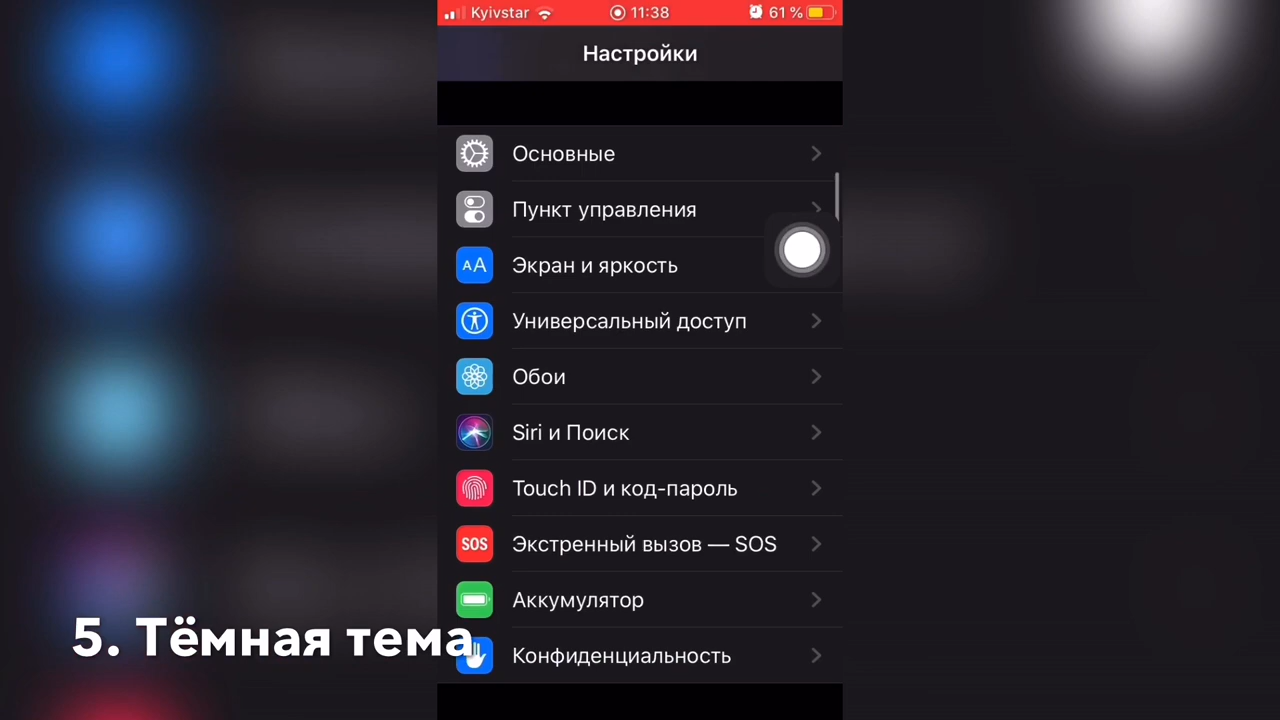 Kyivstar 11:38 61 %
Настройки
Основные
Пункт управления
AA Экран и яркость
Универсальный доступ
Обои
Siri и Поиск
Touch ID и код-пароль
SOS Экстренный вызов — SOS
Аккумулятор
5. Тёмная тема
Конфиденциальность